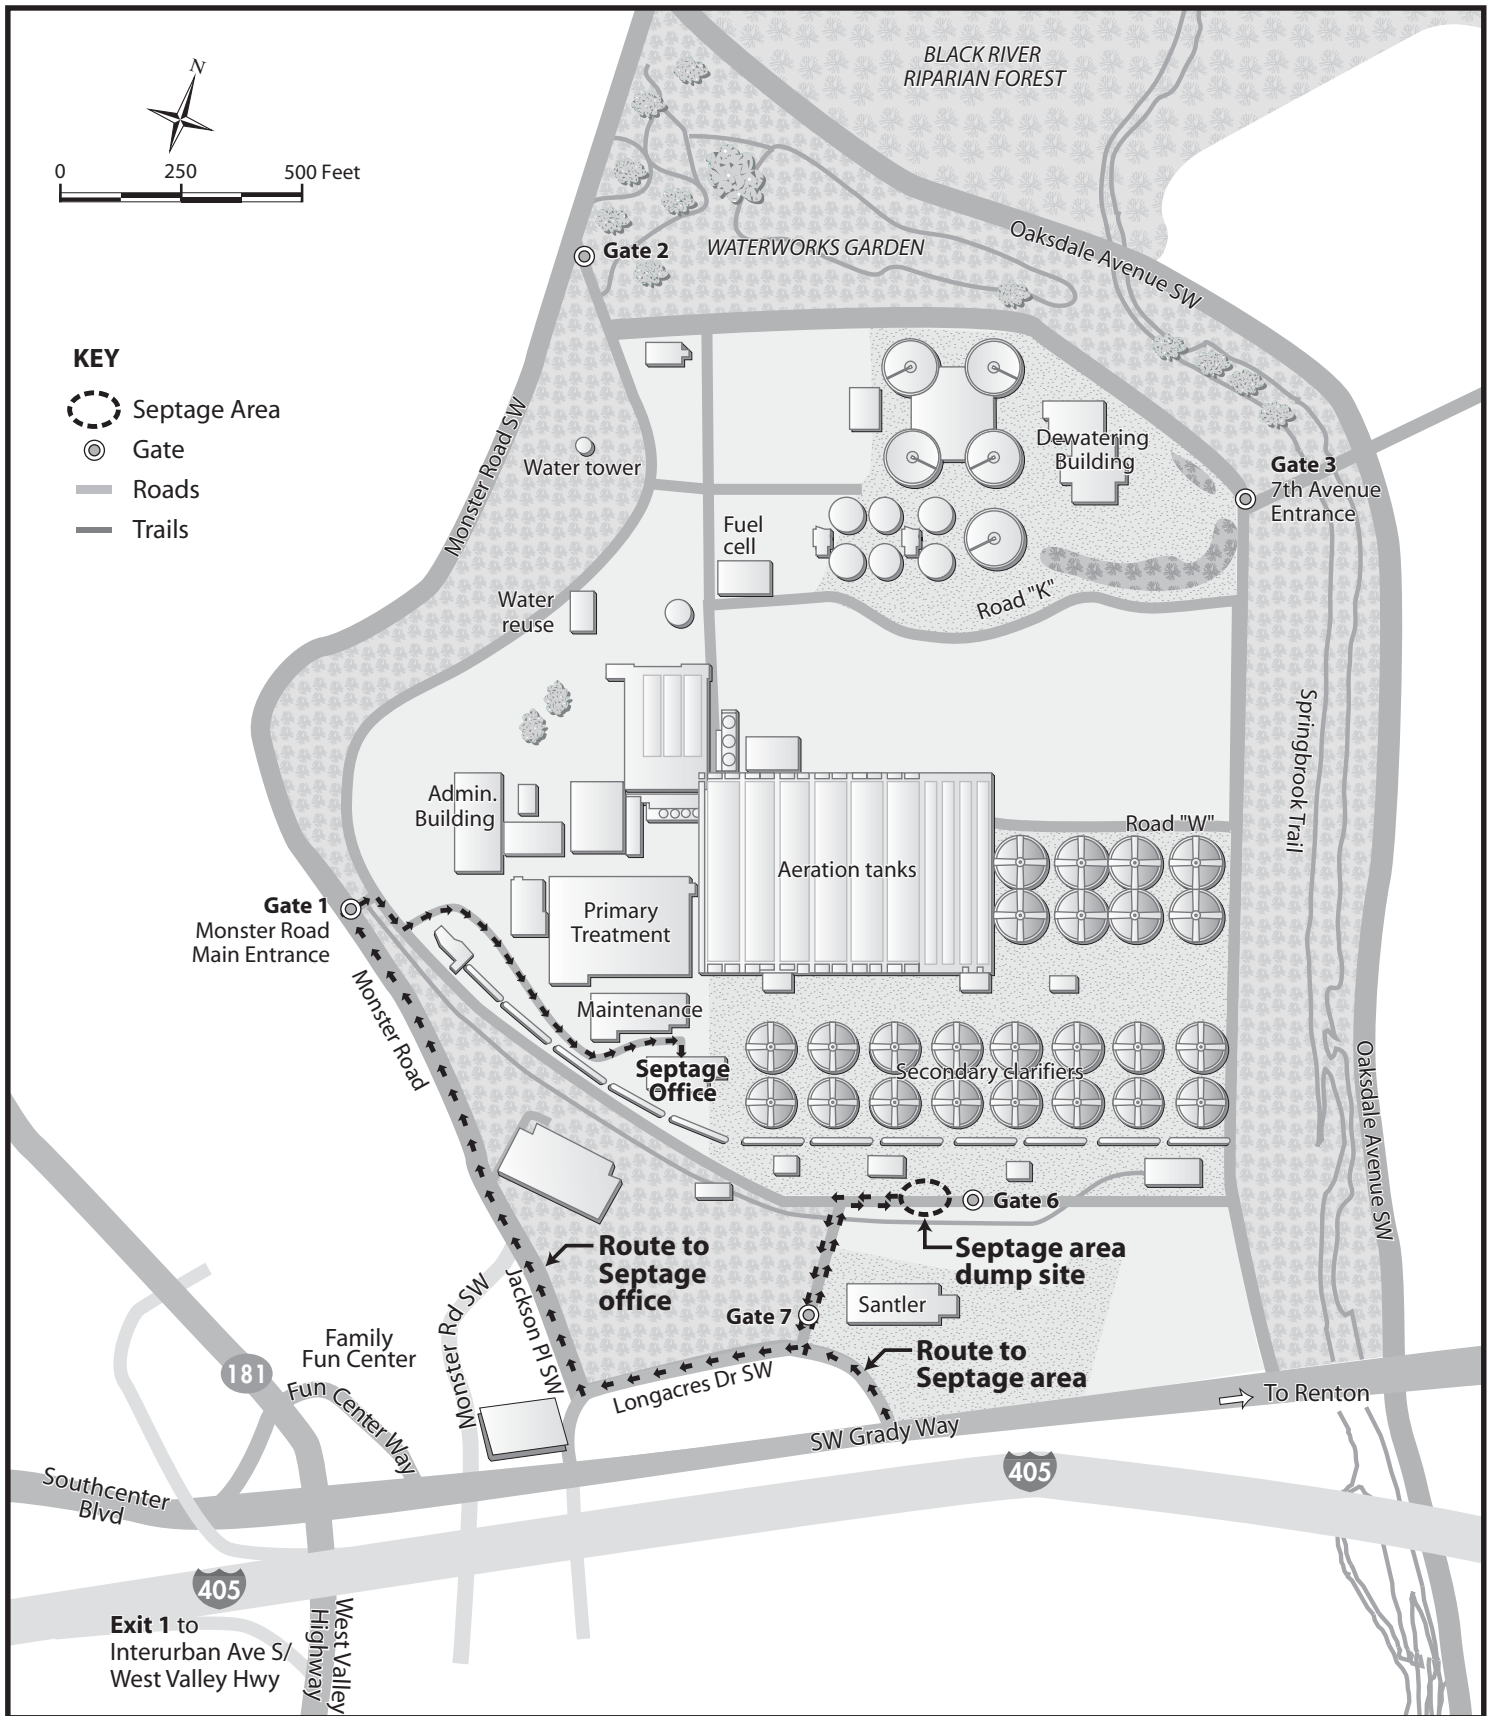 BLACK RIVER
RIPARIAN FOREST
N
0 250 500 Feet
Oaksdale Avenue SW
Gate 2
WATERWORKS GARDEN
KEY
Septage Area
Gate
Roads
Trails
Monster Road SW
Water tower
Dewatering
Building
Gate 3
7th Avenue
Entrance
Fuel
cell
Road "K"
Water
reuse
Springbrook Trail
Admin.
Building
Road "W"
Aeration tanks
Gate 1
Monster Road
Main Entrance
Primary
Treatment
Monster Road
Maintenance
Septage
Office
Secondary clarifiers
Oaksdale Avenue SW
Gate 6
Septage area
dump site
Route to
Septage
office
Jackson Pl SW
Monster Rd SW
Gate 7
Santler
Family
Fun Center
181
Fun Center Way
Route to
Septage area
Longacres Dr SW
To Renton
SW Grady Way
405
Southcenter
Blvd
405
Exit 1 to
Interurban Ave S/
West Valley Hwy
West Valley
Highway